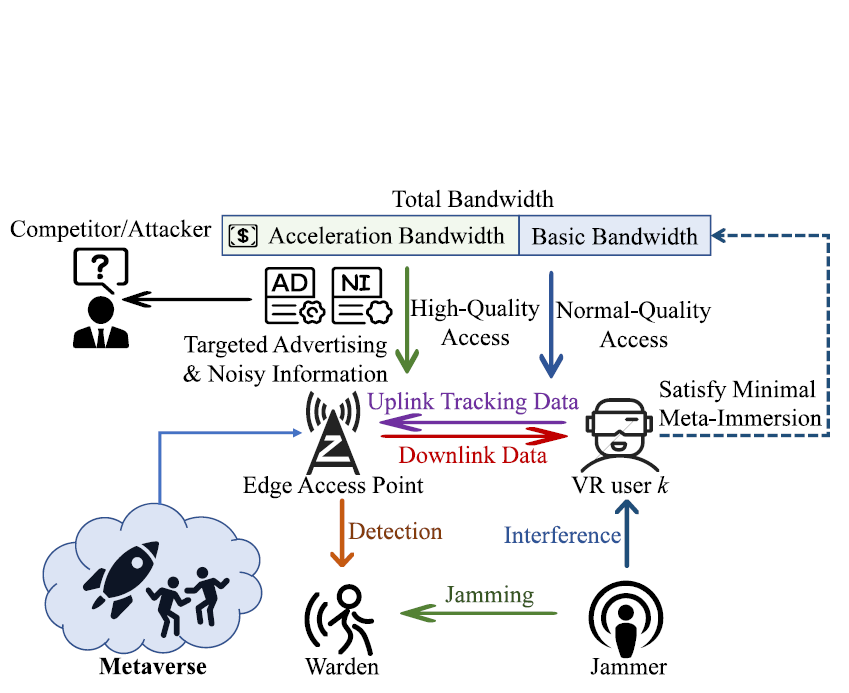 Total Bandwidth
Competitor/Attacker
$ Acceleration Bandwidth
Basic Bandwidth
?
AD
NI
High-Quality
Access
Normal-Quality
Access
Targeted Advertising
& Noisy Information
Uplink Tracking Data
Satisfy Minimal
Meta-Immersion
Downlink Data
Edge Access Point
VR user k
Detection
Interference
Jamming
Metaverse
Warden
Jammer